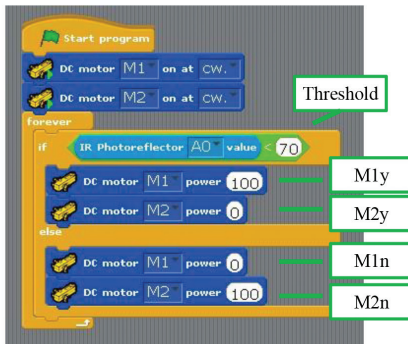 Start program
DC motor M1 on at cw.
DC motor M2 on at cw.
Threshold
forever
if IR Photoreflector A0 value < 70
DC motor M1 power 100
M1y
DC motor M2 power 0
M2y
else
DC motor M1 power 0
M1n
DC motor M2 power 100
M2n